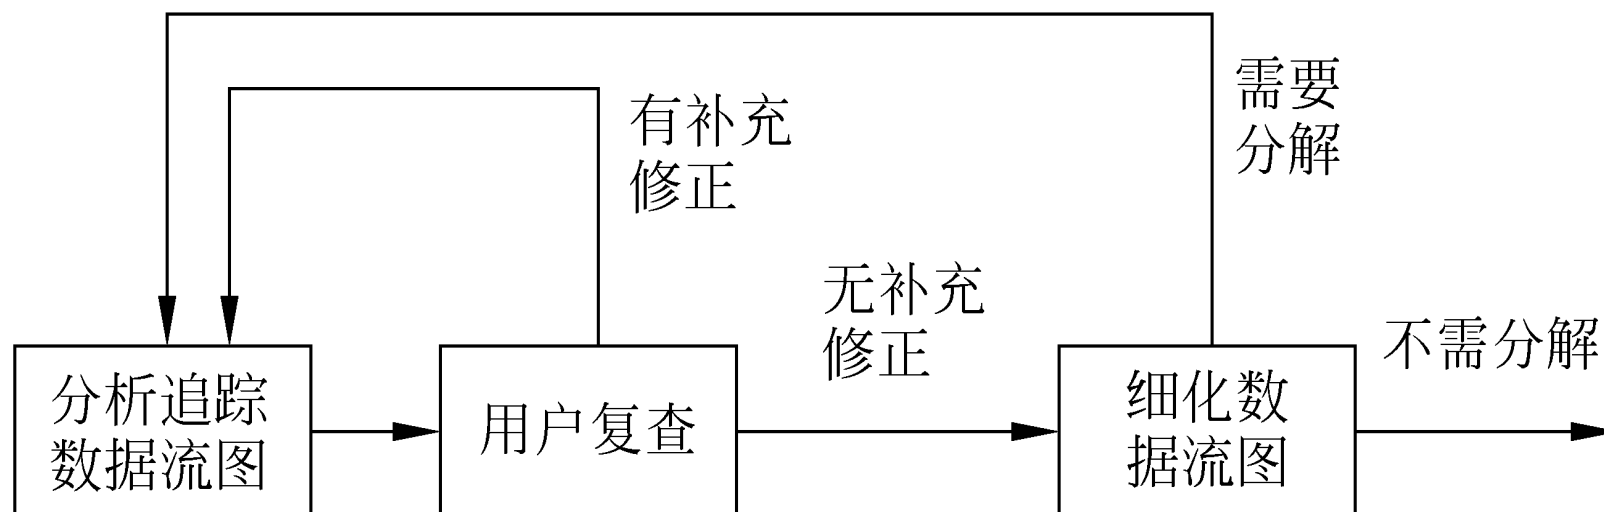 需要
分解
有补充
修正
无补充
修正
不需分解
分析追踪
数据流图
用户复查
细化数
据流图